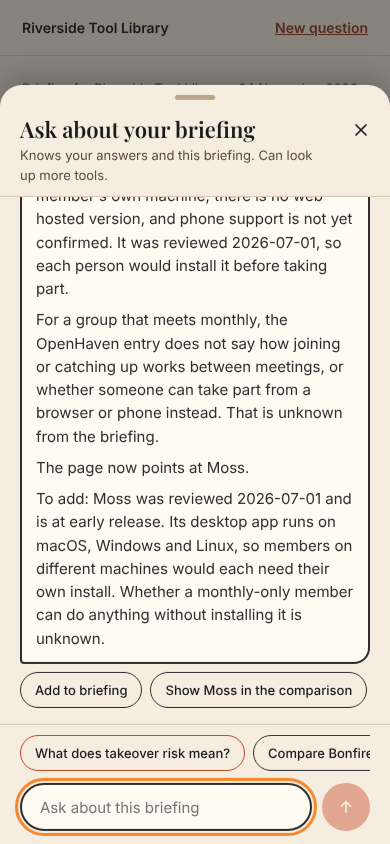 Riverside Tool Library
New question
Ask about your briefing
Knows your answers and this briefing. Can look
up more tools.
member's own machine, there is no web
hosted version, and phone support is not yet
confirmed. It was reviewed 2026-07-01, so
each person would install it before taking
part.
For a group that meets monthly, the
OpenHaven entry does not say how joining
or catching up works between meetings, or
whether someone can take part from a
browser or phone instead. That is unknown
from the briefing.
The page now points at Moss.
To add: Moss was reviewed 2026-07-01 and
is at early release. Its desktop app runs on
macOS, Windows and Linux, so members on
different machines would each need their
own install. Whether a monthly-only member
can do anything without installing it is
unknown.
Add to briefing
Show Moss in the comparison
What does takeover risk mean?
Compare Bonfire
Ask about this briefing